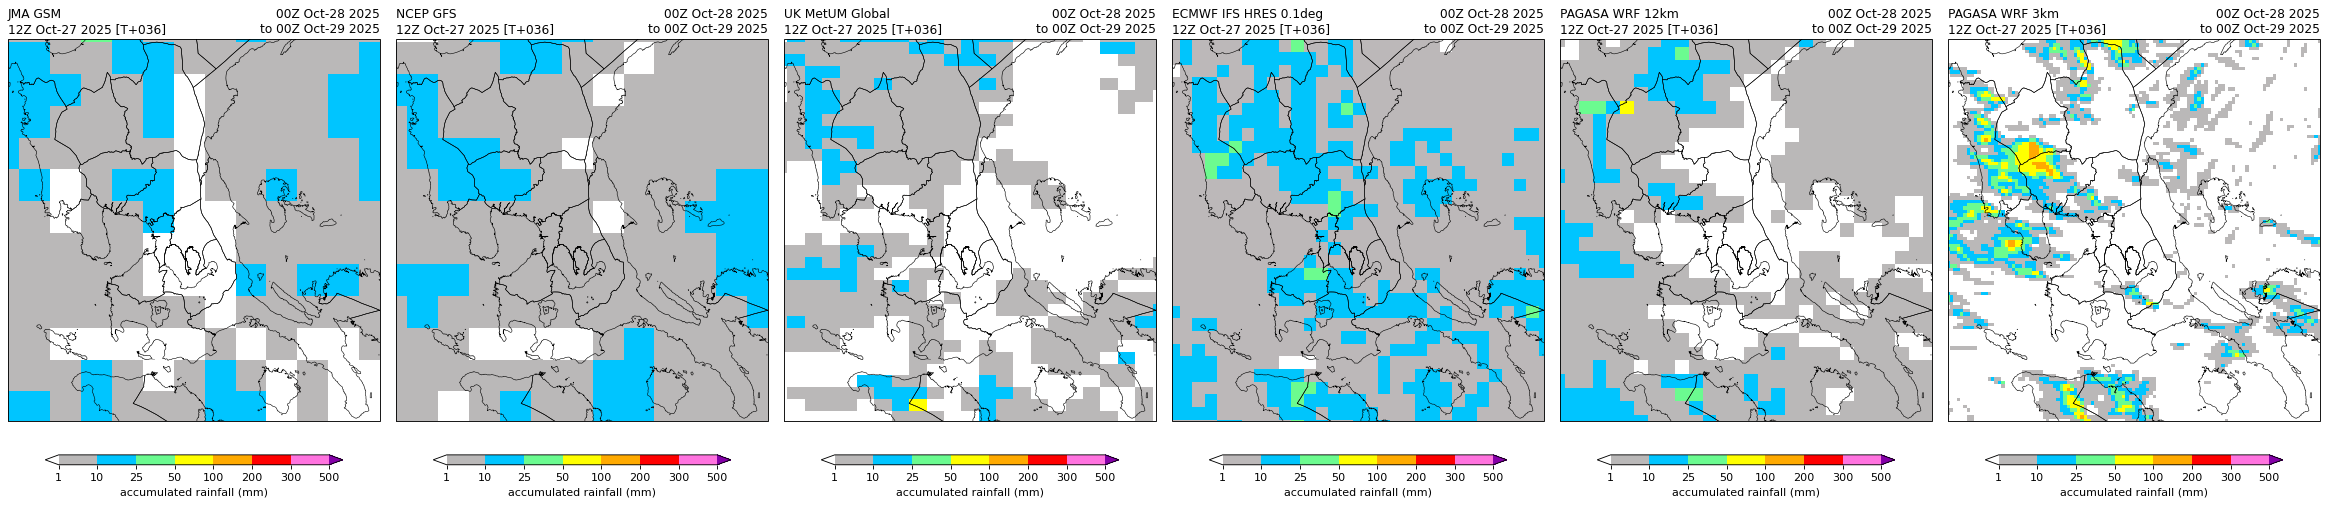 JMA GSM 00Z Oct-28 2025
12Z Oct-27 2025 [T+036] to 00Z Oct-29 2025
1 10 25 50 100 200 300 500
accumulated rainfall (mm)
NCEP GFS 00Z Oct-28 2025
12Z Oct-27 2025 [T+036] to 00Z Oct-29 2025
1 10 25 50 100 200 300 500
accumulated rainfall (mm)
UK MetUM Global 00Z Oct-28 2025
12Z Oct-27 2025 [T+036] to 00Z Oct-29 2025
1 10 25 50 100 200 300 500
accumulated rainfall (mm)
ECMWF IFS HRES 0.1deg 00Z Oct-28 2025
12Z Oct-27 2025 [T+036] to 00Z Oct-29 2025
1 10 25 50 100 200 300 500
accumulated rainfall (mm)
PAGASA WRF 12km 00Z Oct-28 2025
12Z Oct-27 2025 [T+036] to 00Z Oct-29 2025
1 10 25 50 100 200 300 500
accumulated rainfall (mm)
PAGASA WRF 3km 00Z Oct-28 2025
12Z Oct-27 2025 [T+036] to 00Z Oct-29 2025
1 10 25 50 100 200 300 500
accumulated rainfall (mm)